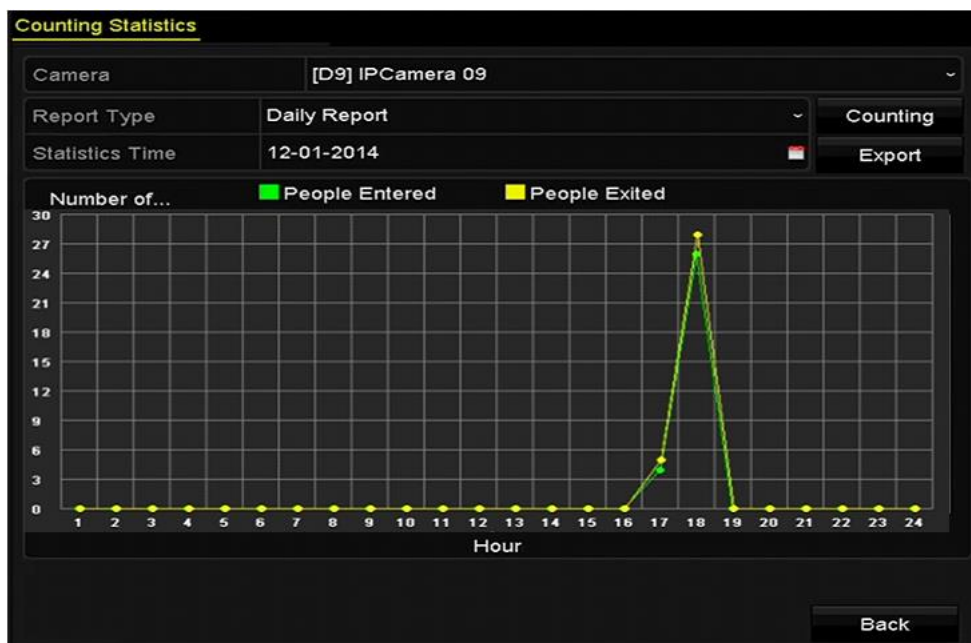 Counting Statistics
Camera [D9] IPCamera 09
Report Type Daily Report Counting
Statistics Time 12-01-2014 Export
Number of... People Entered People Exited
30
27
24
21
18
15
12
9
6
3
0
1 2 3 4 5 6 7 8 9 10 11 12 13 14 15 16 17 18 19 20 21 22 23 24
Hour
Back